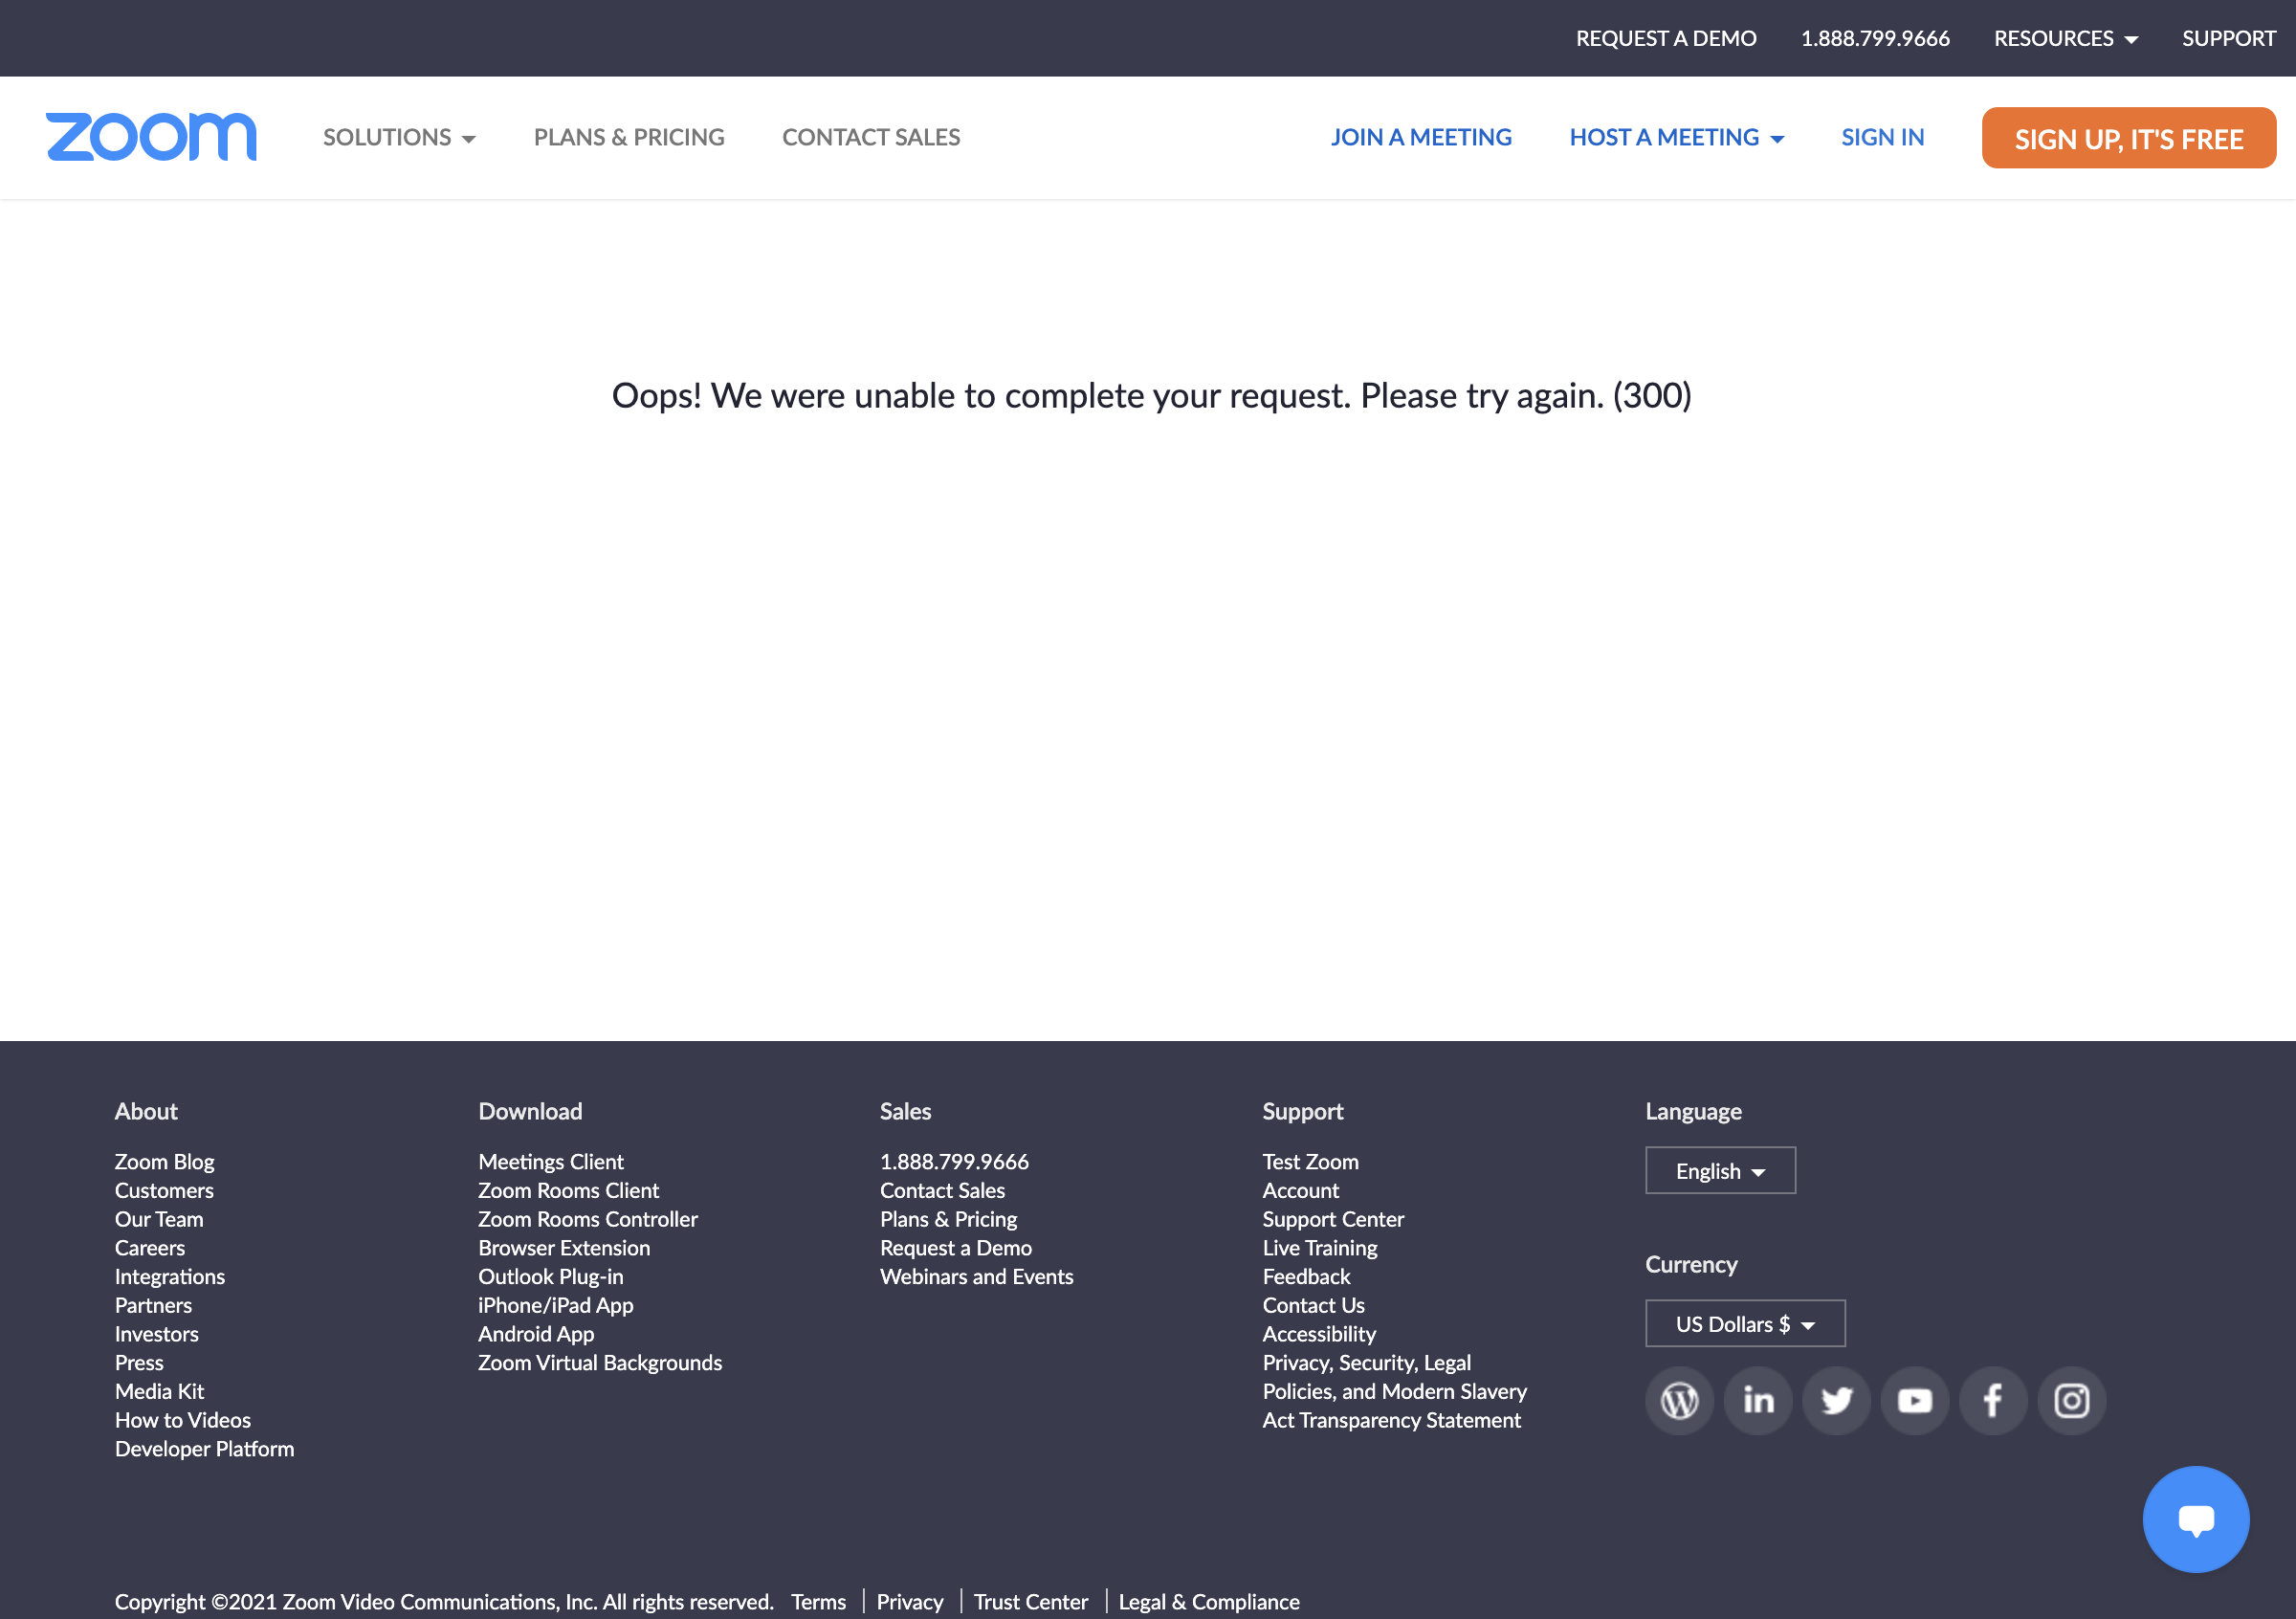 REQUEST A DEMO 1.888.799.9666 RESOURCES SUPPORT
zoom SOLUTIONS PLANS & PRICING CONTACT SALES JOIN A MEETING HOST A MEETING SIGN IN SIGN UP, IT'S FREE
Oops! We were unable to complete your request. Please try again. (300)
About
Zoom Blog
Customers
Our Team
Careers
Integrations
Partners
Investors
Press
Media Kit
How to Videos
Developer Platform
Download
Meetings Client
Zoom Rooms Client
Zoom Rooms Controller
Browser Extension
Outlook Plug-in
iPhone/iPad App
Android App
Zoom Virtual Backgrounds
Sales
1.888.799.9666
Contact Sales
Plans & Pricing
Request a Demo
Webinars and Events
Support
Test Zoom
Account
Support Center
Live Training
Feedback
Contact Us
Accessibility
Privacy, Security, Legal
Policies, and Modern Slavery
Act Transparency Statement
Language
English
Currency
US Dollars $
Copyright ©2021 Zoom Video Communications, Inc. All rights reserved. Terms Privacy Trust Center Legal & Compliance